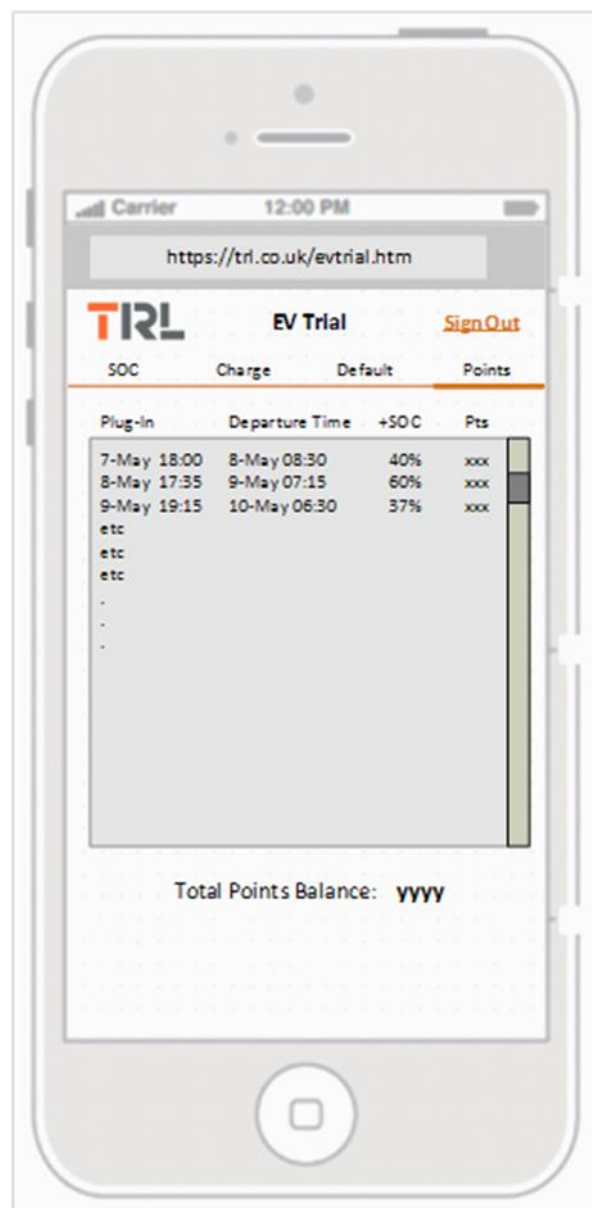 Carrier 12:00 PM
https://trl.co.uk/evtrial.htm
TRL EV Trial Sign Out
SOC Charge Default Points
Plug-In Departure Time +SOC Pts
7-May 18:00 8-May 08:30 40% xxx
8-May 17:35 9-May 07:15 60% xxx
9-May 19:15 10-May 06:30 37% xxx
etc
etc
etc
.
.
.
Total Points Balance: yyyy